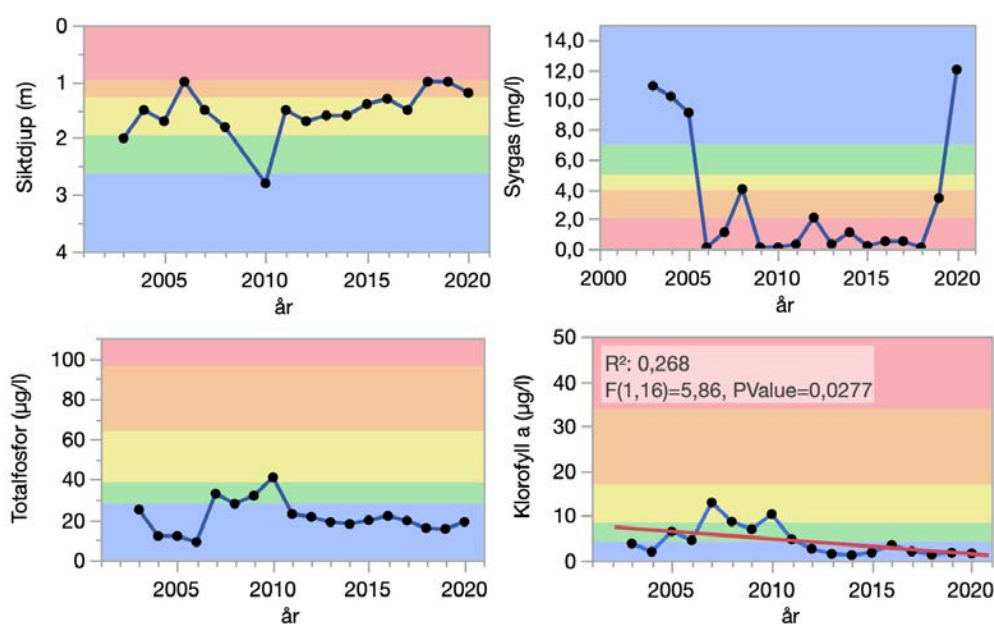 0
1
2
3
4
Siktdjup (m)
2005 2010 2015 2020
år
14,0
12,0
10,0
8,0
6,0
4,0
2,0
0,0
Syrgas (mg/l)
2000 2005 2010 2015 2020
år
100
80
60
40
20
0
Totalfosfor (µg/l)
2005 2010 2015 2020
år
50
40
30
20
10
0
Klorofyll a (µg/l)
R²: 0,268
F(1,16)=5,86, PValue=0,0277
2005 2010 2015 2020
år